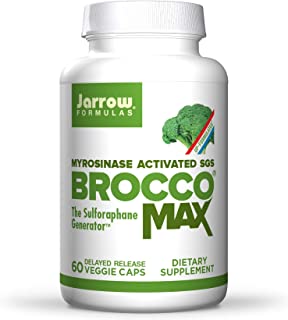 Jarrow
FORMULAS
MYROSINASE ACTIVATED SGS
BROCCO®
The Sulforaphane
Generator™
MAX
60 DELAYED RELEASE
VEGGIE CAPS
DIETARY
SUPPLEMENT